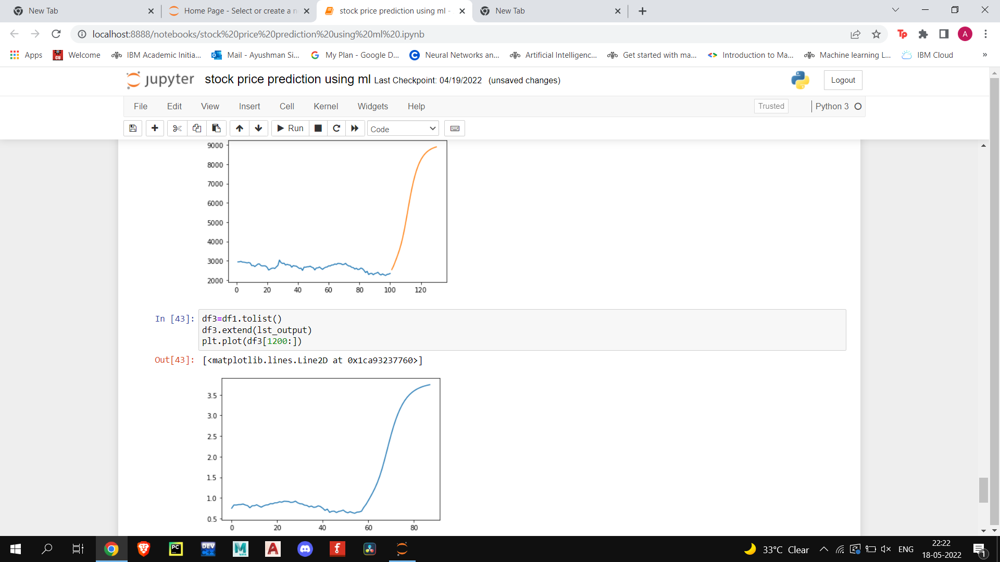 New Tab
Home Page - Select or create a n
stock price prediction using ml -
New Tab
localhost:8888/notebooks/stock%20price%20prediction%20using%20ml%20.ipynb
Tp
A
Apps
CU
Welcome
IBM Academic Initia...
Mail - Ayushman Si...
My Plan - Google D...
Neural Networks an...
Artificial Intelligenc...
Get started with ma...
Introduction to Ma...
Machine learning L...
IBM Cloud
»
jupyter stock price prediction using ml Last Checkpoint: 04/19/2022 (unsaved changes)
Logout
File Edit View Insert Cell Kernel Widgets Help
Trusted
Python 3
Run
Code
9000
8000
7000
6000
5000
4000
3000
2000
0 20 40 60 80 100 120
In [43]: df3=df1.tolist()
df3.extend(lst_output)
plt.plot(df3[1200:])
Out[43]: [<matplotlib.lines.Line2D at 0x1ca93237760>]
3.5
3.0
2.5
2.0
1.5
1.0
0.5
0 20 40 60 80
PC
DEV C++
M
MAYA
A
33°C Clear
ENG
22:22
18-05-2022
1